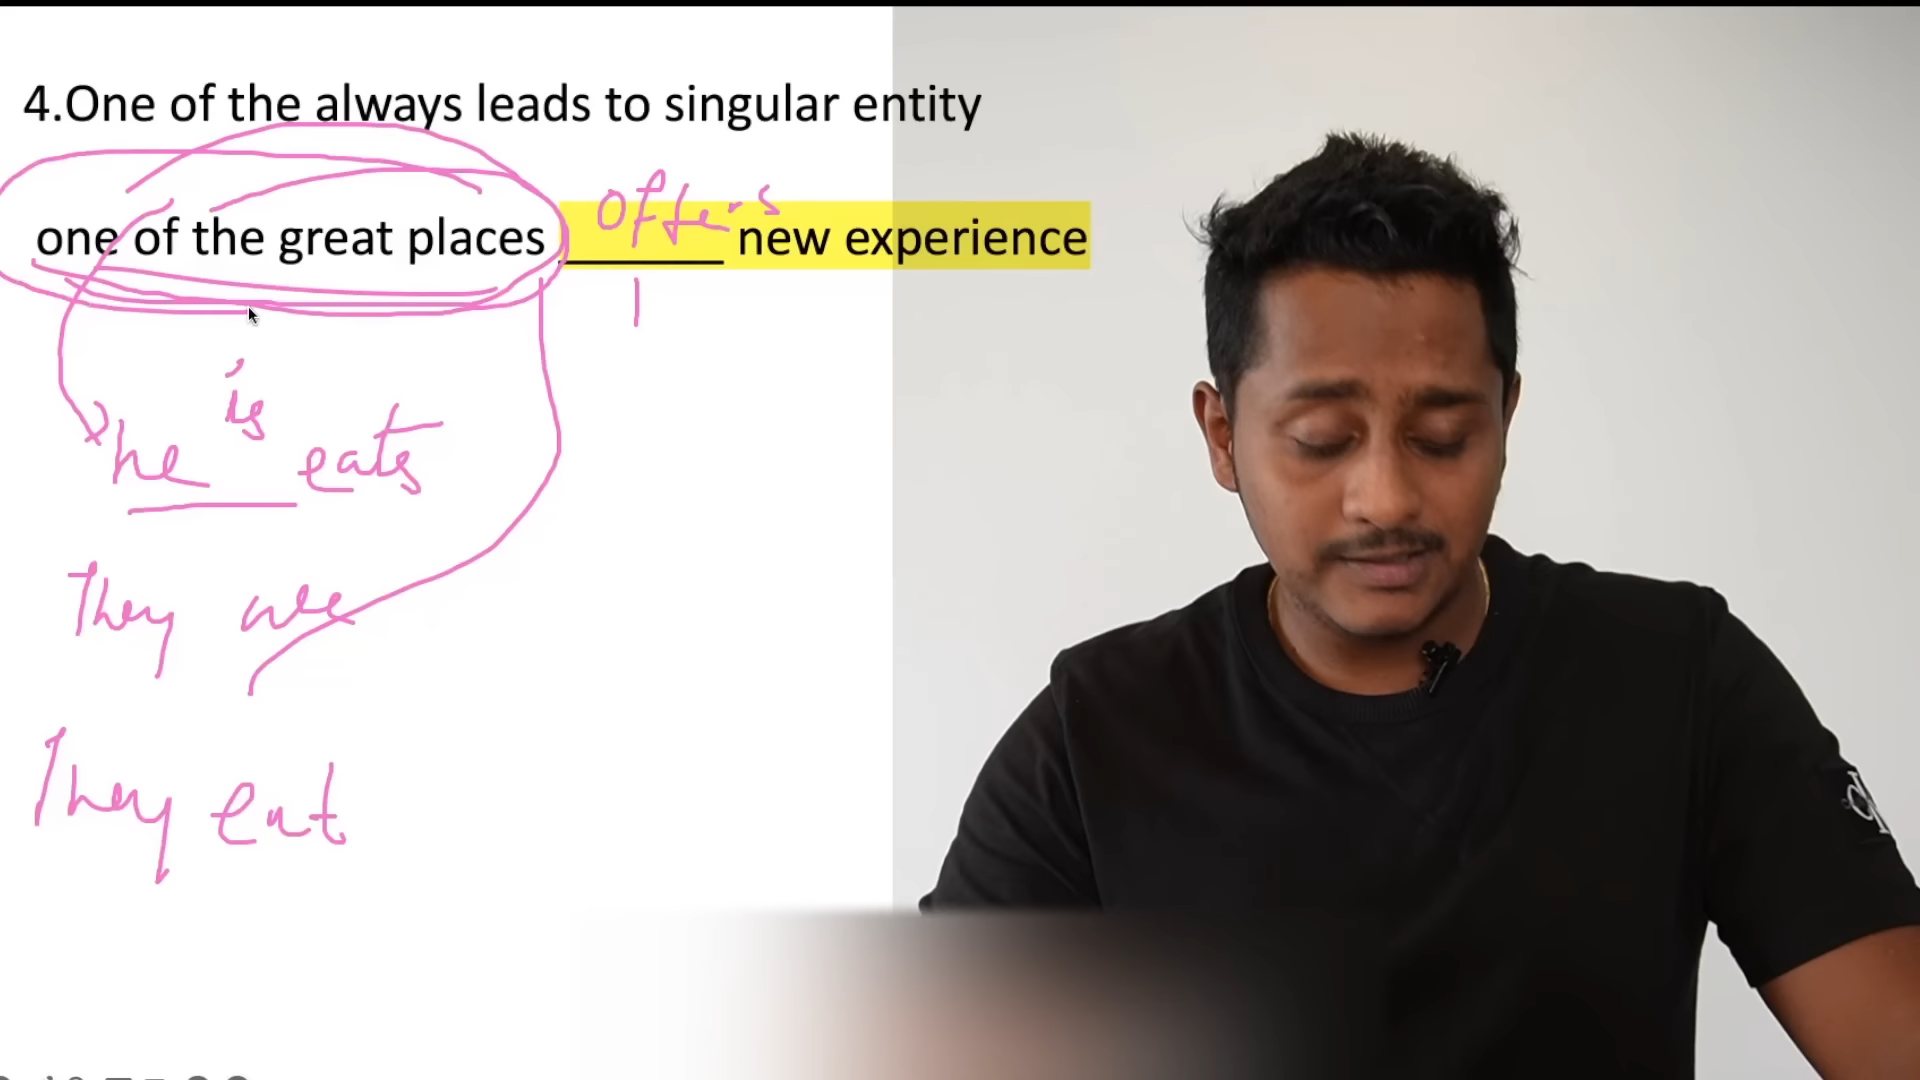 4.One of the always leads to singular entity
offers
one of the great places ________ new experience
is
he eats
They are
They eat